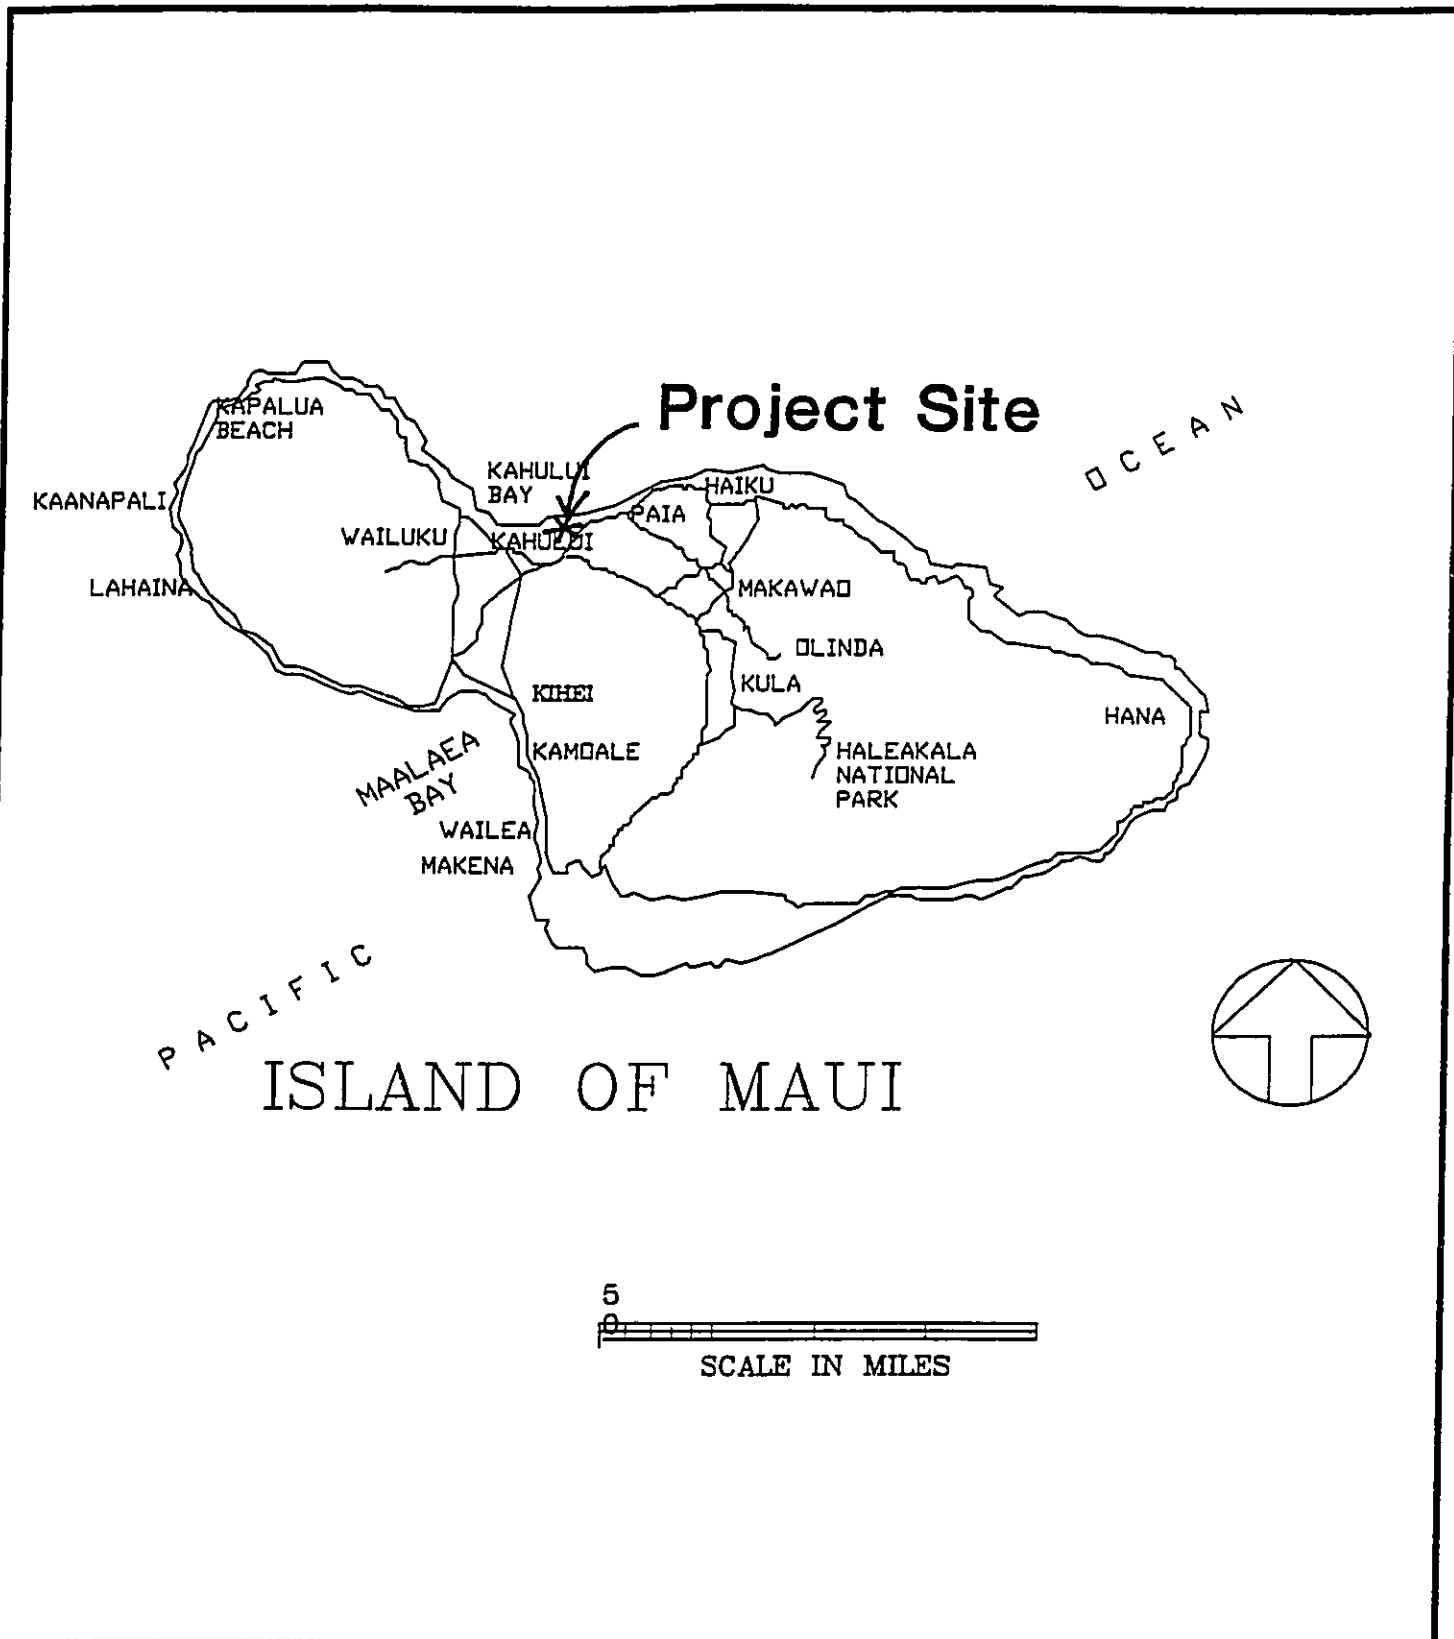 Project Site
OCEAN
KAPALUA
BEACH
KAHULUI
BAY
HAIKU
KAANAPALI
PAIA
WAILUKU
KAHULUI
LAHAINA
MAKAWAO
OLINDA
KULA
KIHEI
HANA
KAMOALE
MAALAEA
BAY
HALEAKALA
NATIONAL
PARK
WAILEA
MAKENA
PACIFIC
ISLAND OF MAUI
5
0
SCALE IN MILES